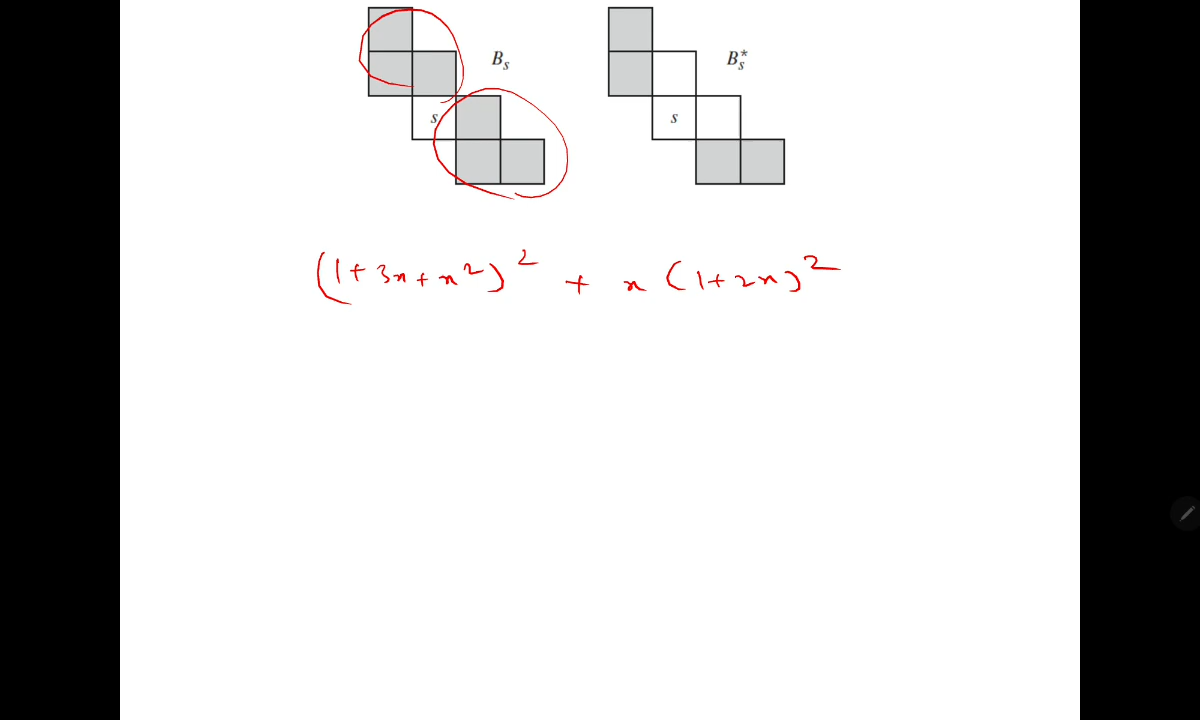 B_s B_s^*
s s
(1+3x+x^2)^2 + x(1+2x)^2